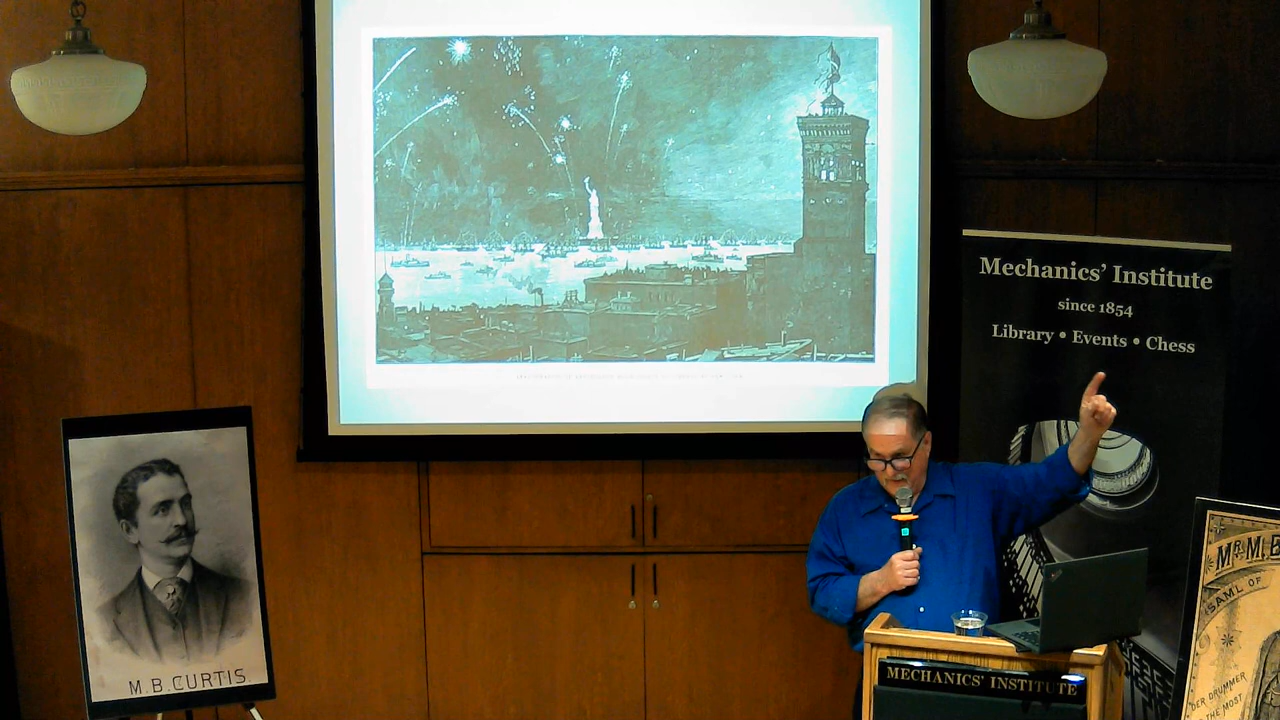 Mechanics' Institute
since 1854
Library • Events • Chess
M.B.CURTIS
MECHANICS' INSTITUTE
MR. M.B
SAML OF
DER DRUMMER
THE MOST